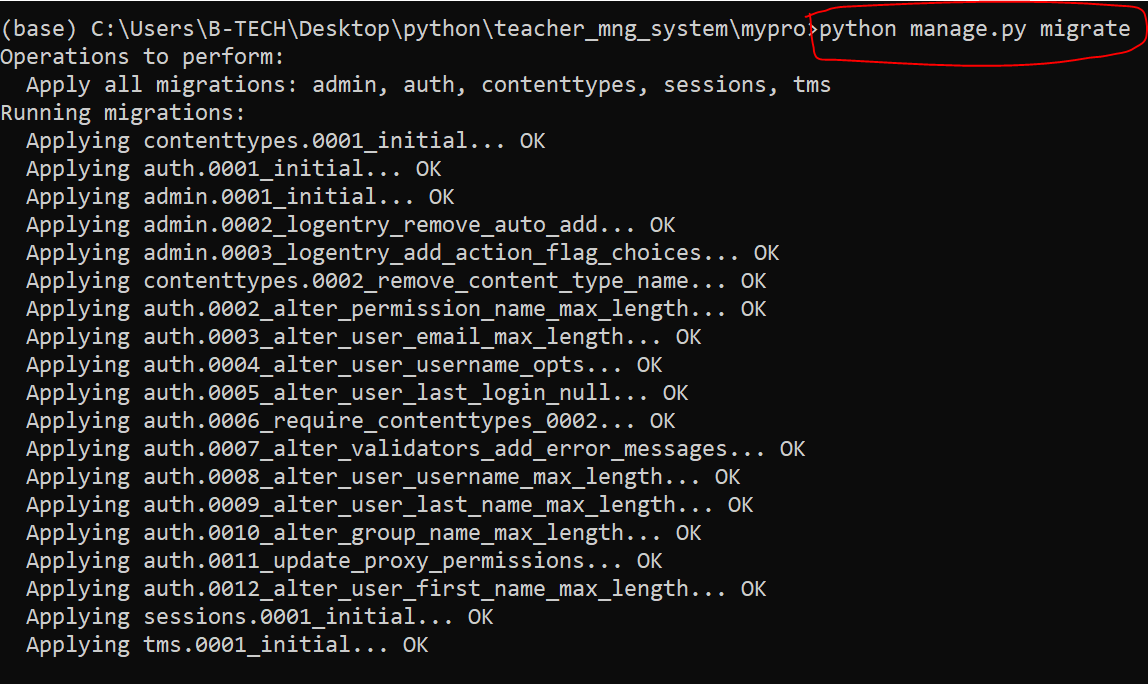 (base) C:\Users\B-TECH\Desktop\python\teacher_mng_system\mypro>python manage.py migrate
Operations to perform:
  Apply all migrations: admin, auth, contenttypes, sessions, tms
Running migrations:
  Applying contenttypes.0001_initial... OK
  Applying auth.0001_initial... OK
  Applying admin.0001_initial... OK
  Applying admin.0002_logentry_remove_auto_add... OK
  Applying admin.0003_logentry_add_action_flag_choices... OK
  Applying contenttypes.0002_remove_content_type_name... OK
  Applying auth.0002_alter_permission_name_max_length... OK
  Applying auth.0003_alter_user_email_max_length... OK
  Applying auth.0004_alter_user_username_opts... OK
  Applying auth.0005_alter_user_last_login_null... OK
  Applying auth.0006_require_contenttypes_0002... OK
  Applying auth.0007_alter_validators_add_error_messages... OK
  Applying auth.0008_alter_user_username_max_length... OK
  Applying auth.0009_alter_user_last_name_max_length... OK
  Applying auth.0010_alter_group_name_max_length... OK
  Applying auth.0011_update_proxy_permissions... OK
  Applying auth.0012_alter_user_first_name_max_length... OK
  Applying sessions.0001_initial... OK
  Applying tms.0001_initial... OK